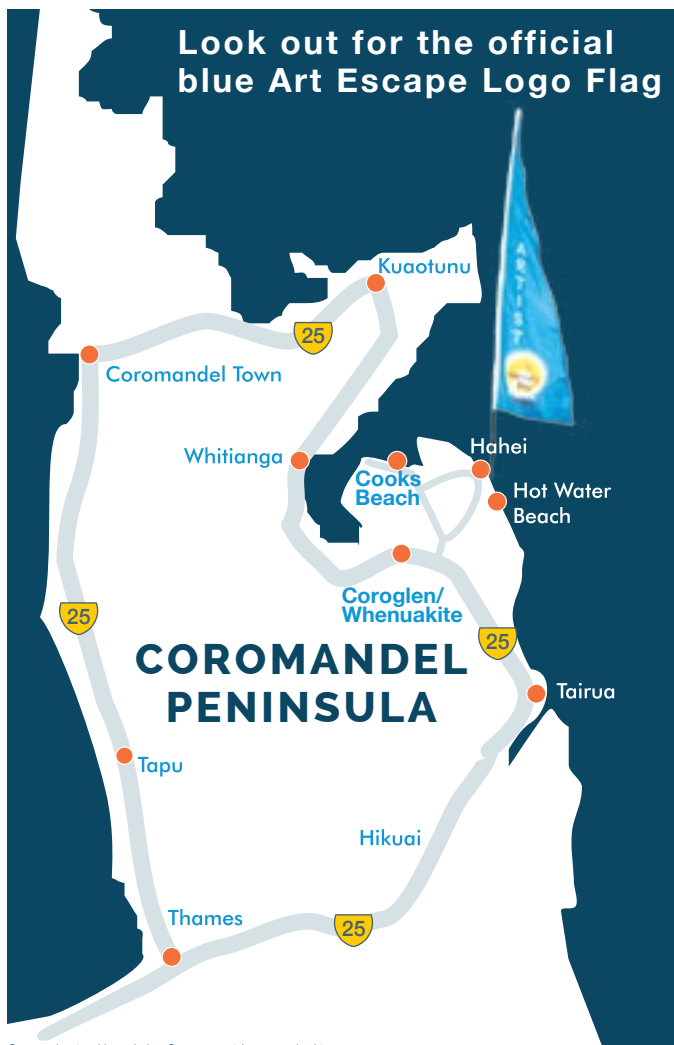 Look out for the official
blue Art Escape Logo Flag
ARTIST
Kuaotunu
25
Coromandel Town
Hahei
Whitianga
Cooks
Beach
Hot Water
Beach
Coroglen/
Whenuakite
25
25
COROMANDEL
PENINSULA
Tairua
Tapu
Hikuai
Thames
25